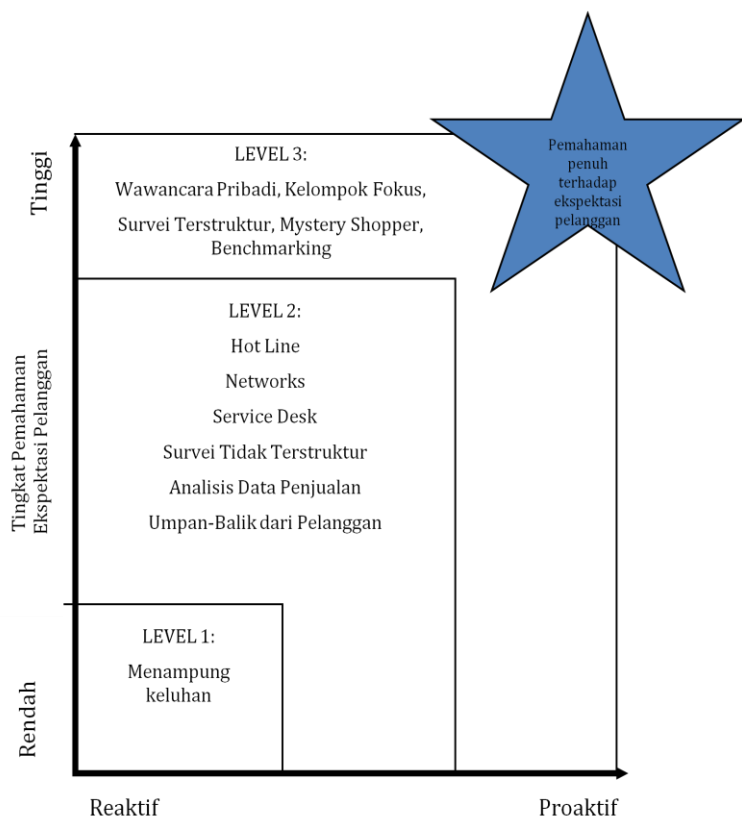 Tinggi
Tingkat Pemahaman
Ekspektasi Pelanggan
Rendah
LEVEL 3:
Wawancara Pribadi, Kelompok Fokus,
Survei Terstruktur, Mystery Shopper,
Benchmarking
Pemahaman
penuh
terhadap
ekspektasi
pelanggan
LEVEL 2:
Hot Line
Networks
Service Desk
Survei Tidak Terstruktur
Analisis Data Penjualan
Umpan-Balik dari Pelanggan
LEVEL 1:
Menampung
keluhan
Reaktif
Proaktif